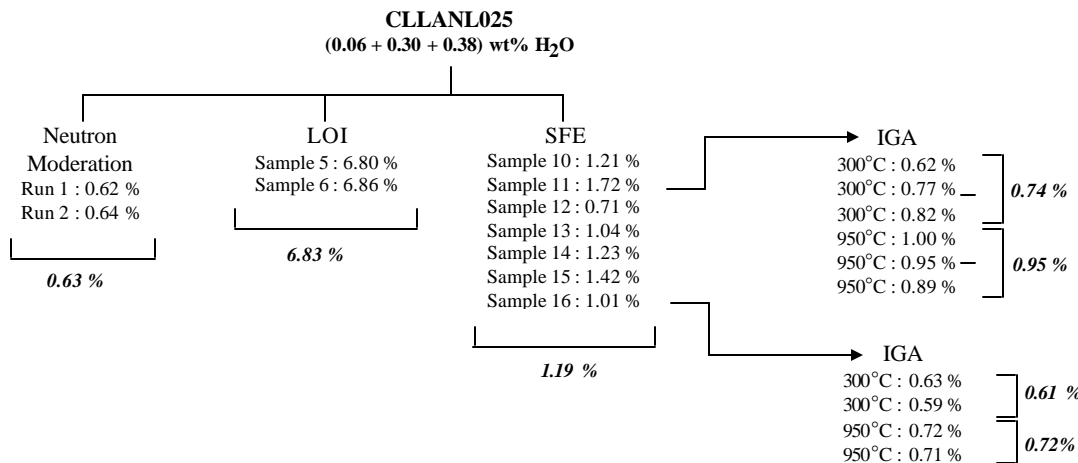 CLLANL025
(0.06 + 0.30 + 0.38) wt% H2O
Neutron
Moderation
Run 1 : 0.62 %
Run 2 : 0.64 %
0.63 %
LOI
Sample 5 : 6.80 %
Sample 6 : 6.86 %
6.83 %
SFE
Sample 10 : 1.21 %
Sample 11 : 1.72 %
Sample 12 : 0.71 %
Sample 13 : 1.04 %
Sample 14 : 1.23 %
Sample 15 : 1.42 %
Sample 16 : 1.01 %
1.19 %
IGA
300°C : 0.62 %
300°C : 0.77 %
300°C : 0.82 %
0.74 %
950°C : 1.00 %
950°C : 0.95 %
950°C : 0.89 %
0.95 %
IGA
300°C : 0.63 %
300°C : 0.59 %
0.61 %
950°C : 0.72 %
950°C : 0.71 %
0.72%